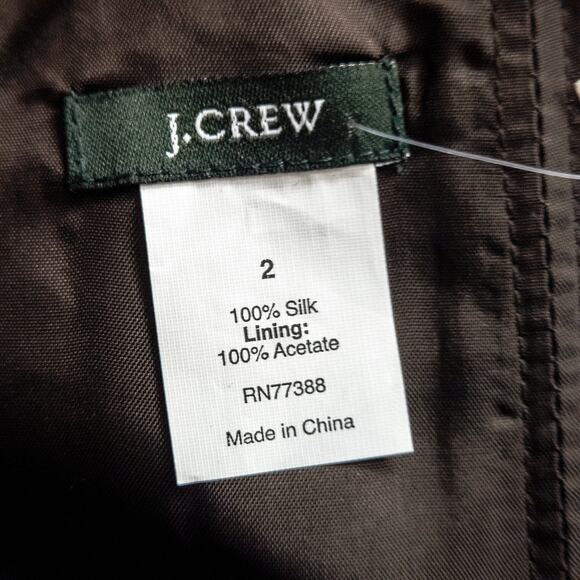 J.CREW
2
100% Silk
Lining:
100% Acetate
RN77388
Made in China